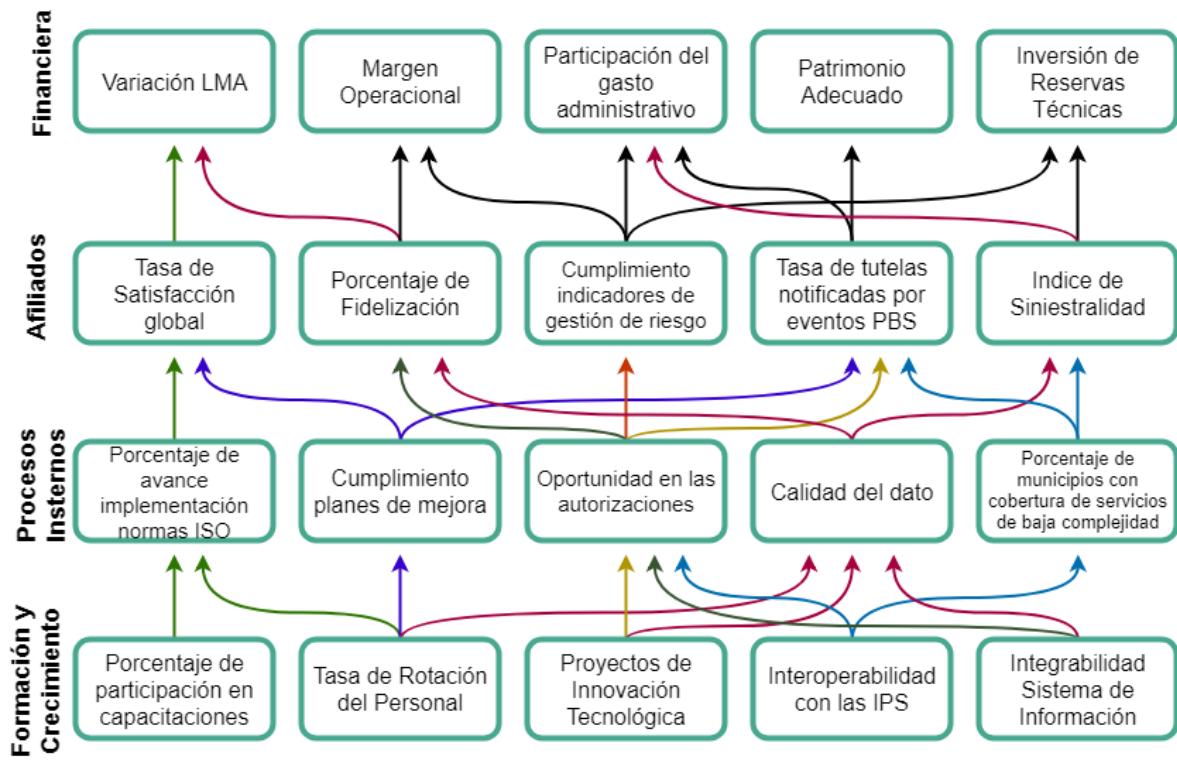 Financiera
Variación LMA
Margen
Operacional
Participación del
gasto
administrativo
Patrimonio
Adecuado
Inversión de
Reservas
Técnicas
Afiliados
Tasa de
Satisfacción
global
Porcentaje de
Fidelización
Cumplimiento
indicadores de
gestión de riesgo
Tasa de tutelas
notificadas por
eventos PBS
Indice de
Siniestralidad
Procesos
Insternos
Porcentaje de
avance
implementación
normas ISO
Cumplimiento
planes de mejora
Oportunidad en las
autorizaciones
Calidad del dato
Porcentaje de
municipios con
cobertura de servicios
de baja complejidad
Formación y
Crecimiento
Porcentaje de
participación en
capacitaciones
Tasa de Rotación
del Personal
Proyectos de
Innovación
Tecnológica
Interoperabilidad
con las IPS
Integrabilidad
Sistema de
Información